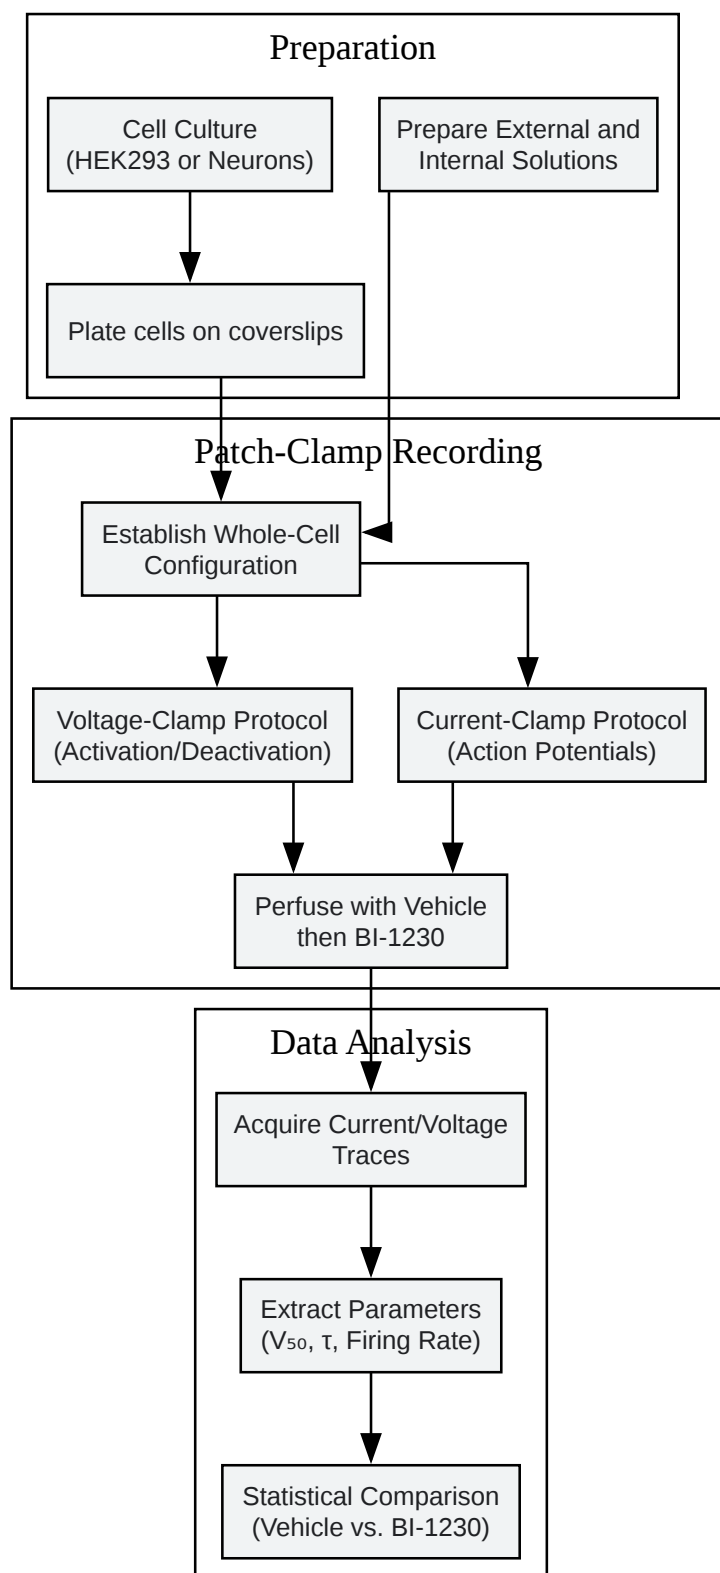 Preparation
Cell Culture
(HEK293 or Neurons)
Prepare External and
Internal Solutions
Plate cells on coverslips
Patch-Clamp Recording
Establish Whole-Cell
Configuration
Voltage-Clamp Protocol
(Activation/Deactivation)
Current-Clamp Protocol
(Action Potentials)
Perfuse with Vehicle
then BI-1230
Data Analysis
Acquire Current/Voltage
Traces
Extract Parameters
(V₅₀, τ, Firing Rate)
Statistical Comparison
(Vehicle vs. BI-1230)